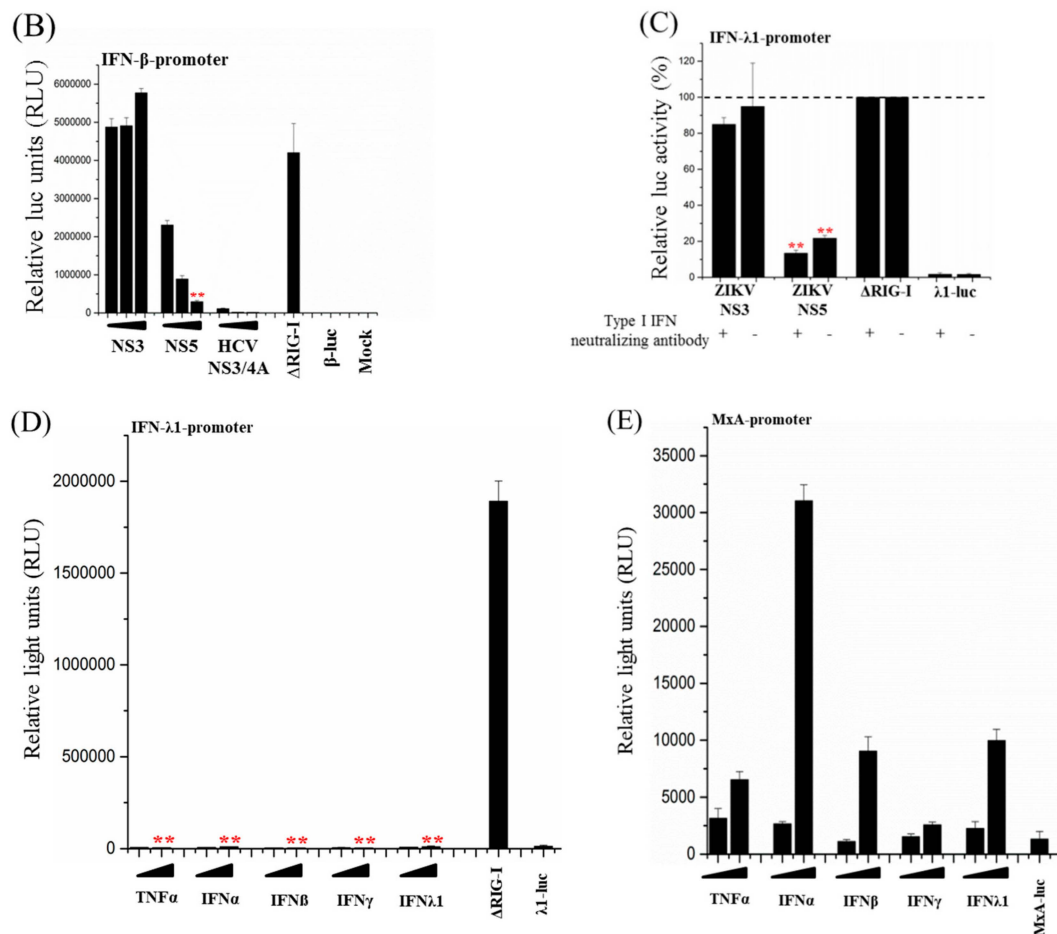 (B)
IFN-β-promoter
Relative luc units (RLU)
6000000
5000000
4000000
3000000
2000000
1000000
0
**
NS3
NS5
HCV
NS3/4A
ΔRIG-I
β-luc
Mock
(C)
IFN-λ1-promoter
Relative luc activity (%)
120
100
80
60
40
20
0
** **
ZIKV
NS3
ZIKV
NS5
ΔRIG-I
λ1-luc
Type I IFN
neutralizing antibody
+ - + - + - + -
(D)
IFN-λ1-promoter
Relative light units (RLU)
2000000
1500000
1000000
500000
0
** ** ** ** **
TNFα
IFNα
IFNß
IFNγ
IFNλ1
ΔRIG-I
λ1-luc
(E)
MxA-promoter
Relative light units (RLU)
35000
30000
25000
20000
15000
10000
5000
0
TNFα
IFNα
IFNβ
IFNγ
IFNλ1
MxA-luc